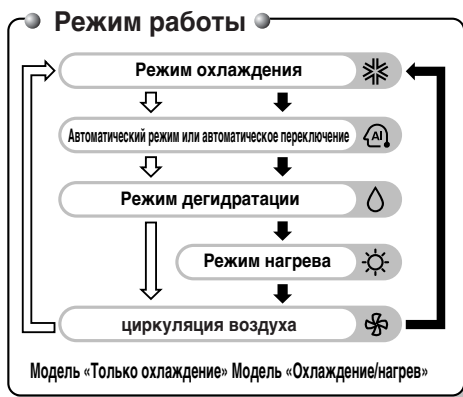 Режим работы
Режим охлаждения
Автоматический режим или автоматическое переключение
AI
Режим дегидратации
Режим нагрева
циркуляция воздуха
Модель «Только охлаждение» Модель «Охлаждение/нагрев»